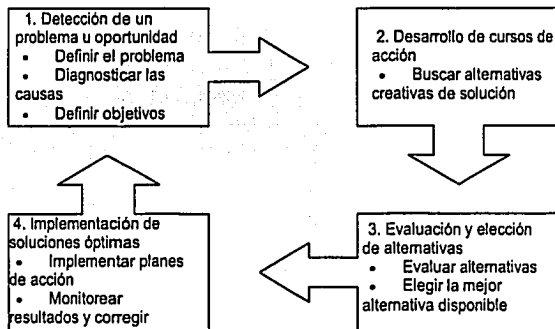 1. Detección de un
problema u oportunidad
• Definir el problema
• Diagnosticar las
causas
• Definir objetivos
2. Desarrollo de cursos de
acción
• Buscar alternativas
creativas de solución
3. Evaluación y elección
de alternativas
• Evaluar alternativas
• Elegir la mejor
alternativa disponible
4. Implementación de
soluciones óptimas
• Implementar planes
de acción
• Monitorear
resultados y corregir